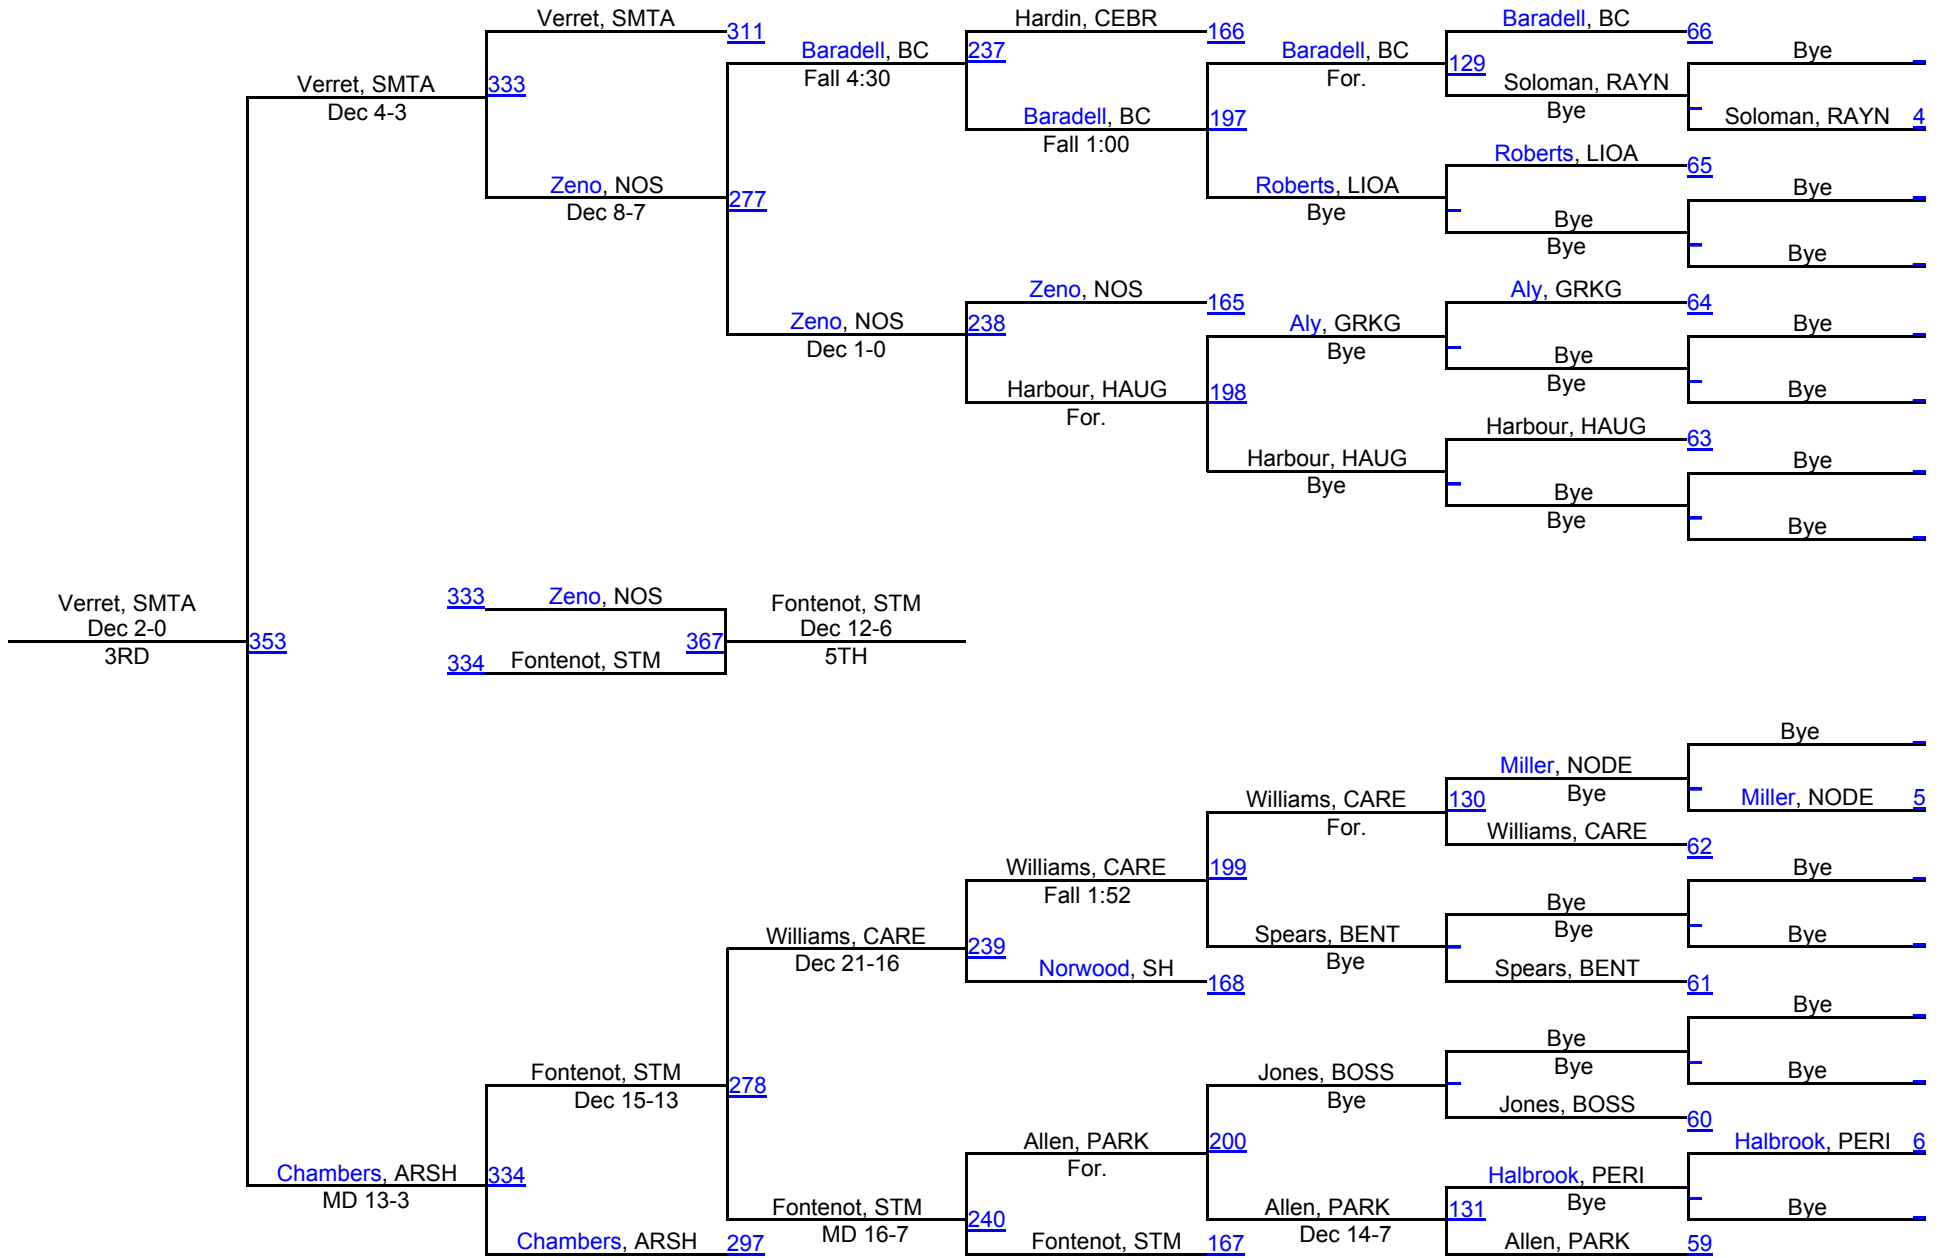 Verret, SMTA
311
Hardin, CEBR
166
Baradell, BC
66
Baradell, BC
Fall 4:30
237
Baradell, BC
For.
129
Bye
Verret, SMTA
Dec 4-3
333
Soloman, RAYN
Bye
Baradell, BC
Fall 1:00
197
Soloman, RAYN 4
Roberts, LIOA
65
Zeno, NOS
Dec 8-7
277
Roberts, LIOA
Bye
Bye
Bye
Bye
Bye
Zeno, NOS
165
Aly, GRKG
64
Zeno, NOS
Dec 1-0
238
Aly, GRKG
Bye
Bye
Bye
Bye
Harbour, HAUG
For.
198
Bye
Harbour, HAUG
63
Harbour, HAUG
Bye
Bye
Bye
Bye
Bye
Verret, SMTA
Dec 2-0
3RD
353
333 Zeno, NOS
334 Fontenot, STM
367
Fontenot, STM
Dec 12-6
5TH
Bye
Miller, NODE
Bye
Miller, NODE 5
Williams, CARE
For.
130
Williams, CARE
62
Williams, CARE
Fall 1:52
199
Bye
Bye
Bye
Williams, CARE
Dec 21-16
239
Spears, BENT
Bye
Bye
Norwood, SH
168
Spears, BENT
61
Bye
Bye
Bye
Fontenot, STM
Dec 15-13
278
Jones, BOSS
Bye
Bye
Jones, BOSS
60
Allen, PARK
For.
200
Halbrook, PERI 6
Chambers, ARSH
MD 13-3
334
Halbrook, PERI
Bye
Fontenot, STM
MD 16-7
240
Allen, PARK
Dec 14-7
131
Bye
Chambers, ARSH 297
Fontenot, STM 167
Allen, PARK 59